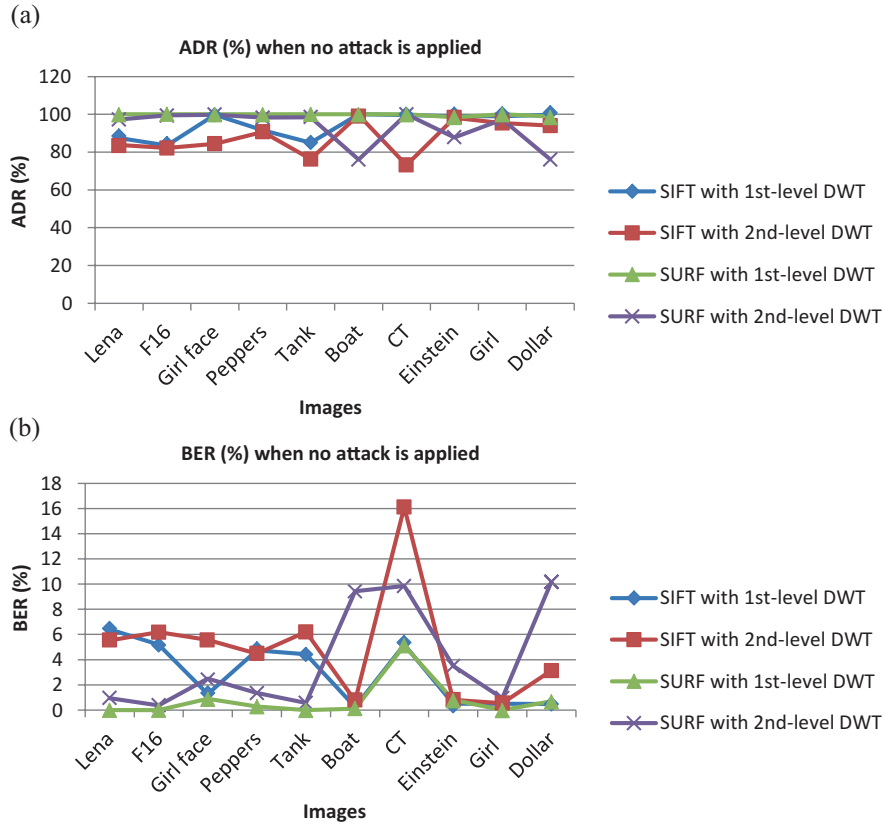 (a)
ADR (%) when no attack is applied
120
100
80
60
40
20
0
ADR (%)
Lena
F16
Girl face
Peppers
Tank
Boat
CT
Einstein
Girl
Dollar
Images
SIFT with 1st-level DWT
SIFT with 2nd-level DWT
SURF with 1st-level DWT
SURF with 2nd-level DWT
(b)
BER (%) when no attack is applied
18
16
14
12
10
8
6
4
2
0
BER (%)
Lena
F16
Girl face
Peppers
Tank
Boat
CT
Einstein
Girl
Dollar
Images
SIFT with 1st-level DWT
SIFT with 2nd-level DWT
SURF with 1st-level DWT
SURF with 2nd-level DWT